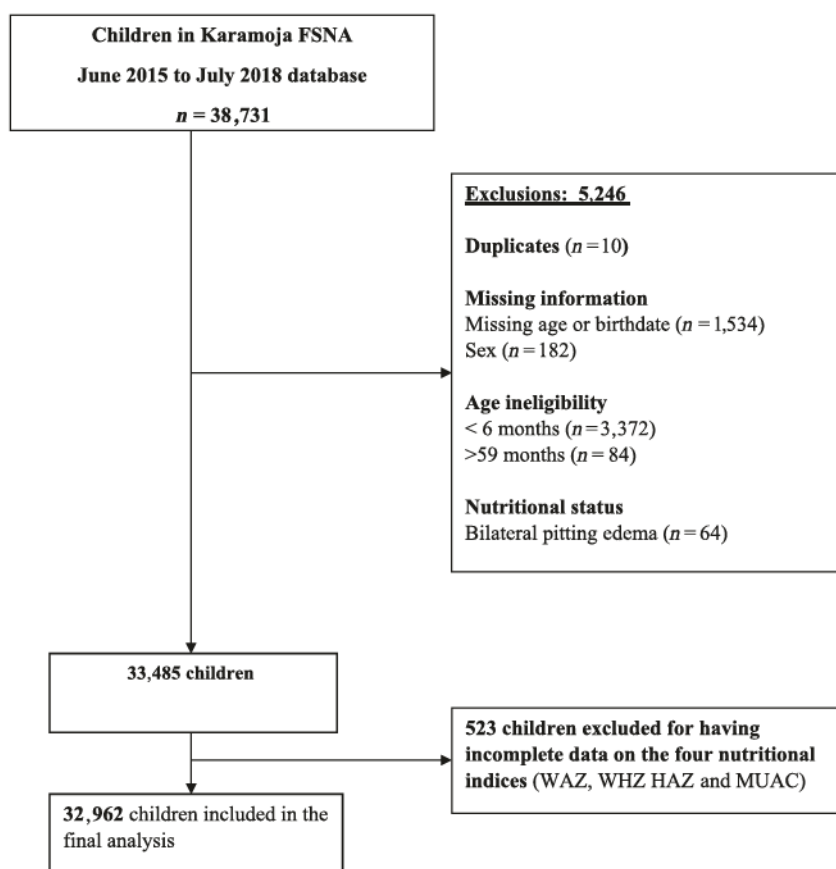 Children in Karamoja FSNA
June 2015 to July 2018 database
n = 38,731
Exclusions: 5,246
Duplicates (n=10)
Missing information
Missing age or birthdate (n=1,534)
Sex (n=182)
Age ineligibility
< 6 months (n=3,372)
>59 months (n=84)
Nutritional status
Bilateral pitting edema (n=64)
33,485 children
523 children excluded for having
incomplete data on the four nutritional
indices (WAZ, WHZ HAZ and MUAC)
32,962 children included in the
final analysis